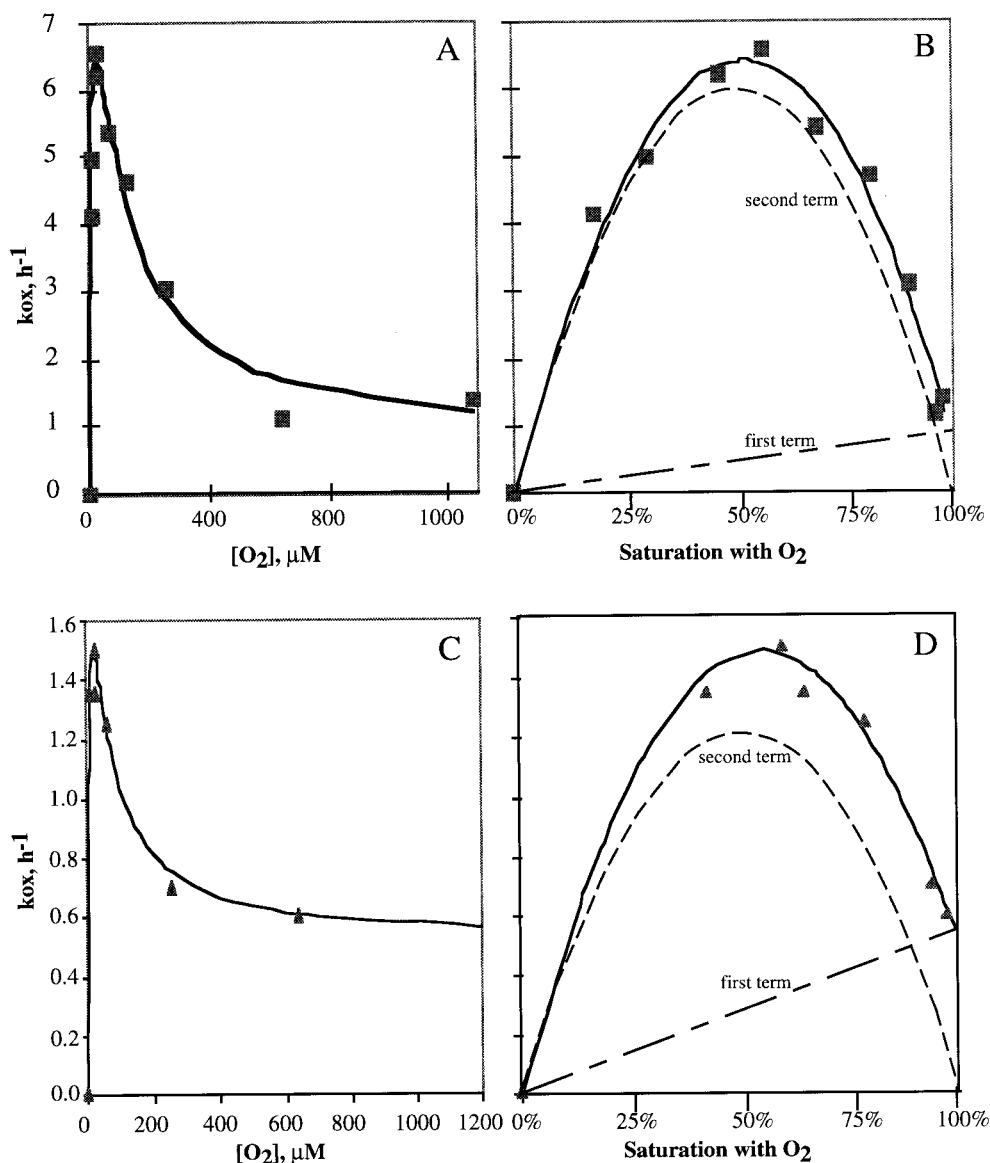 A
7
6
5
4
3
2
1
0
kox, h-1
0
400
800
1000
[O2], µM
B
second term
first term
0%
25%
50%
75%
100%
Saturation with O2
C
1.6
1.4
1.2
1.0
0.8
0.6
0.4
0.2
0.0
kox, h-1
0
200
400
600
800
1000
1200
[O2], µM
D
second term
first term
0%
25%
50%
75%
100%
Saturation with O2